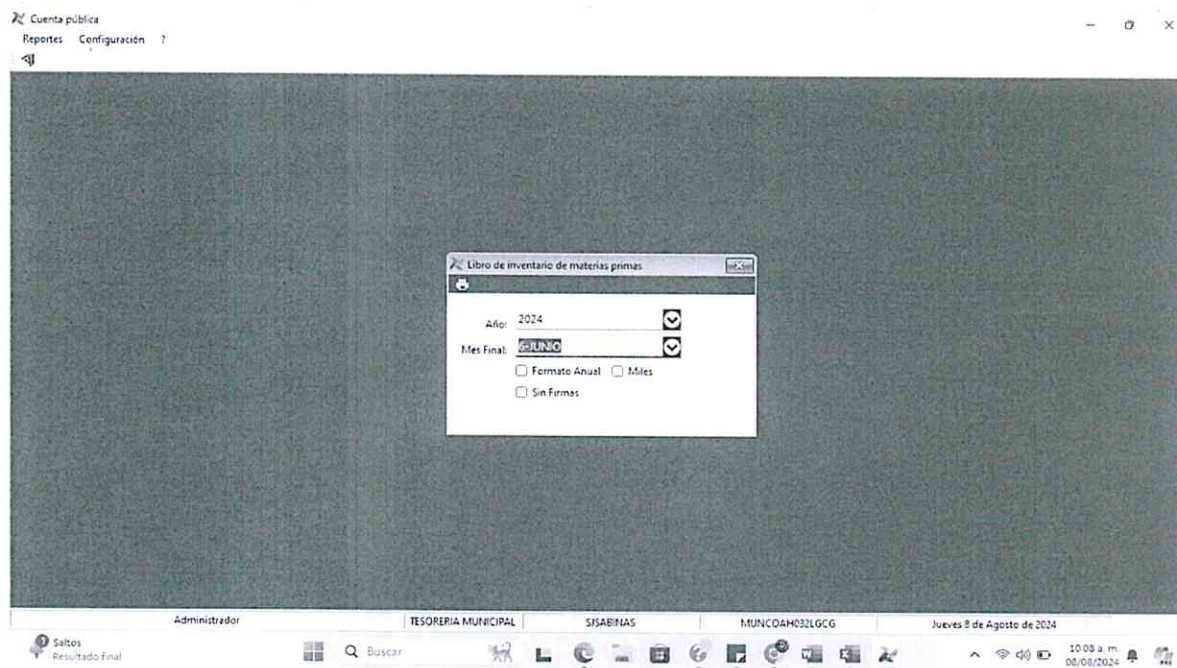 Cuenta pública
Reportes Configuración ?
Libro de inventario de materias primas
Año: 2024
Mes Final: 6-JUNIO
Formato Anual Miles
Sin Firmas
Administrador TESORERIA MUNICIPAL SJSABINAS MUNCOAH032LGCG Jueves 8 de Agosto de 2024
1 Saltos
Resultado final
Buscar
10:08 a. m.
08/08/2024